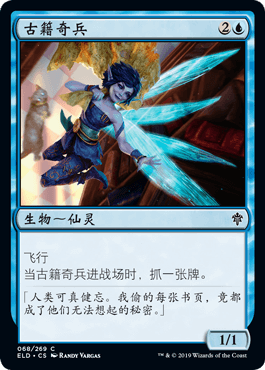 古籍奇兵 2
生物～仙灵
飞行
当古籍奇兵进战场时，抓一张牌。
「人类可真健忘。我偷的每张书页，竟都
成了他们无法想起的秘密。」
1/1
068/269 C
ELD • CS RANDY VARGAS
™ & © 2019 Wizards of the Coast